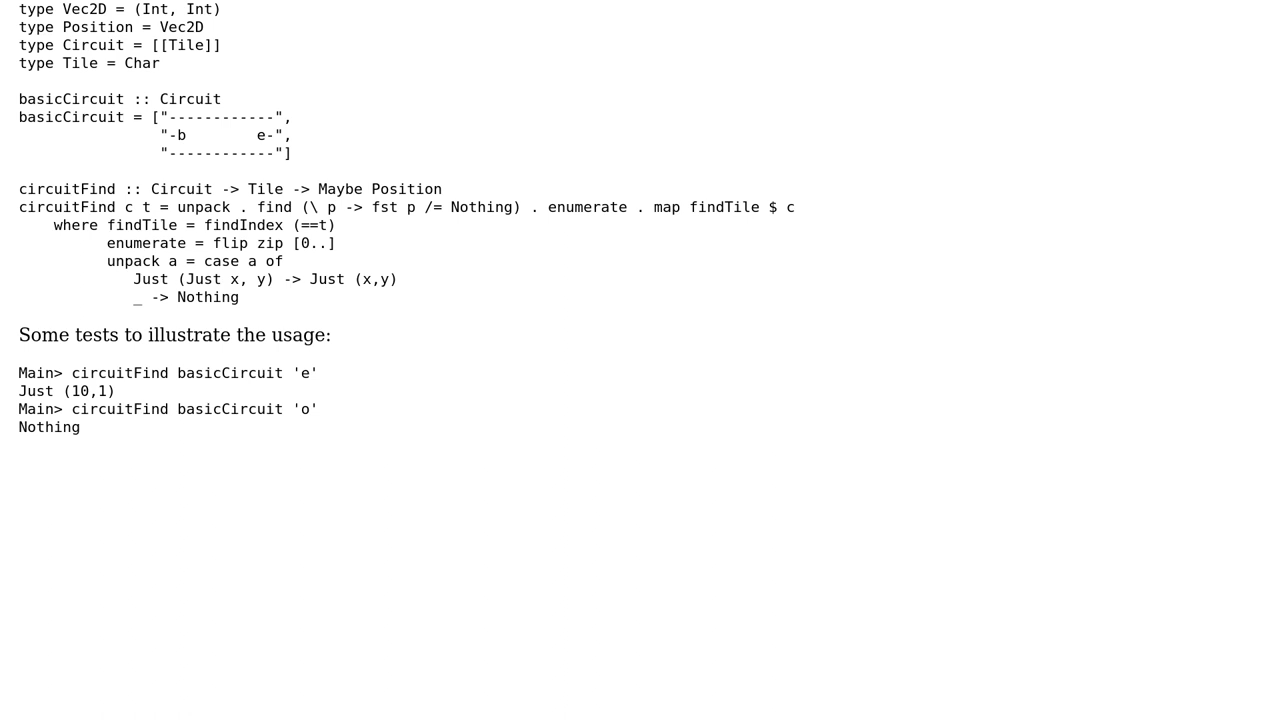 type Vec2D = (Int, Int)
type Position = Vec2D
type Circuit = [[Tile]]
type Tile = Char

basicCircuit :: Circuit
basicCircuit = ["------------",
                "-b        e-",
                "------------"]

circuitFind :: Circuit -> Tile -> Maybe Position
circuitFind c t = unpack . find (\ p -> fst p /= Nothing) . enumerate . map findTile $ c
    where findTile = findIndex (==t)
          enumerate = flip zip [0..]
          unpack a = case a of
             Just (Just x, y) -> Just (x,y)
             _ -> Nothing

Some tests to illustrate the usage:

Main> circuitFind basicCircuit 'e'
Just (10,1)
Main> circuitFind basicCircuit 'o'
Nothing